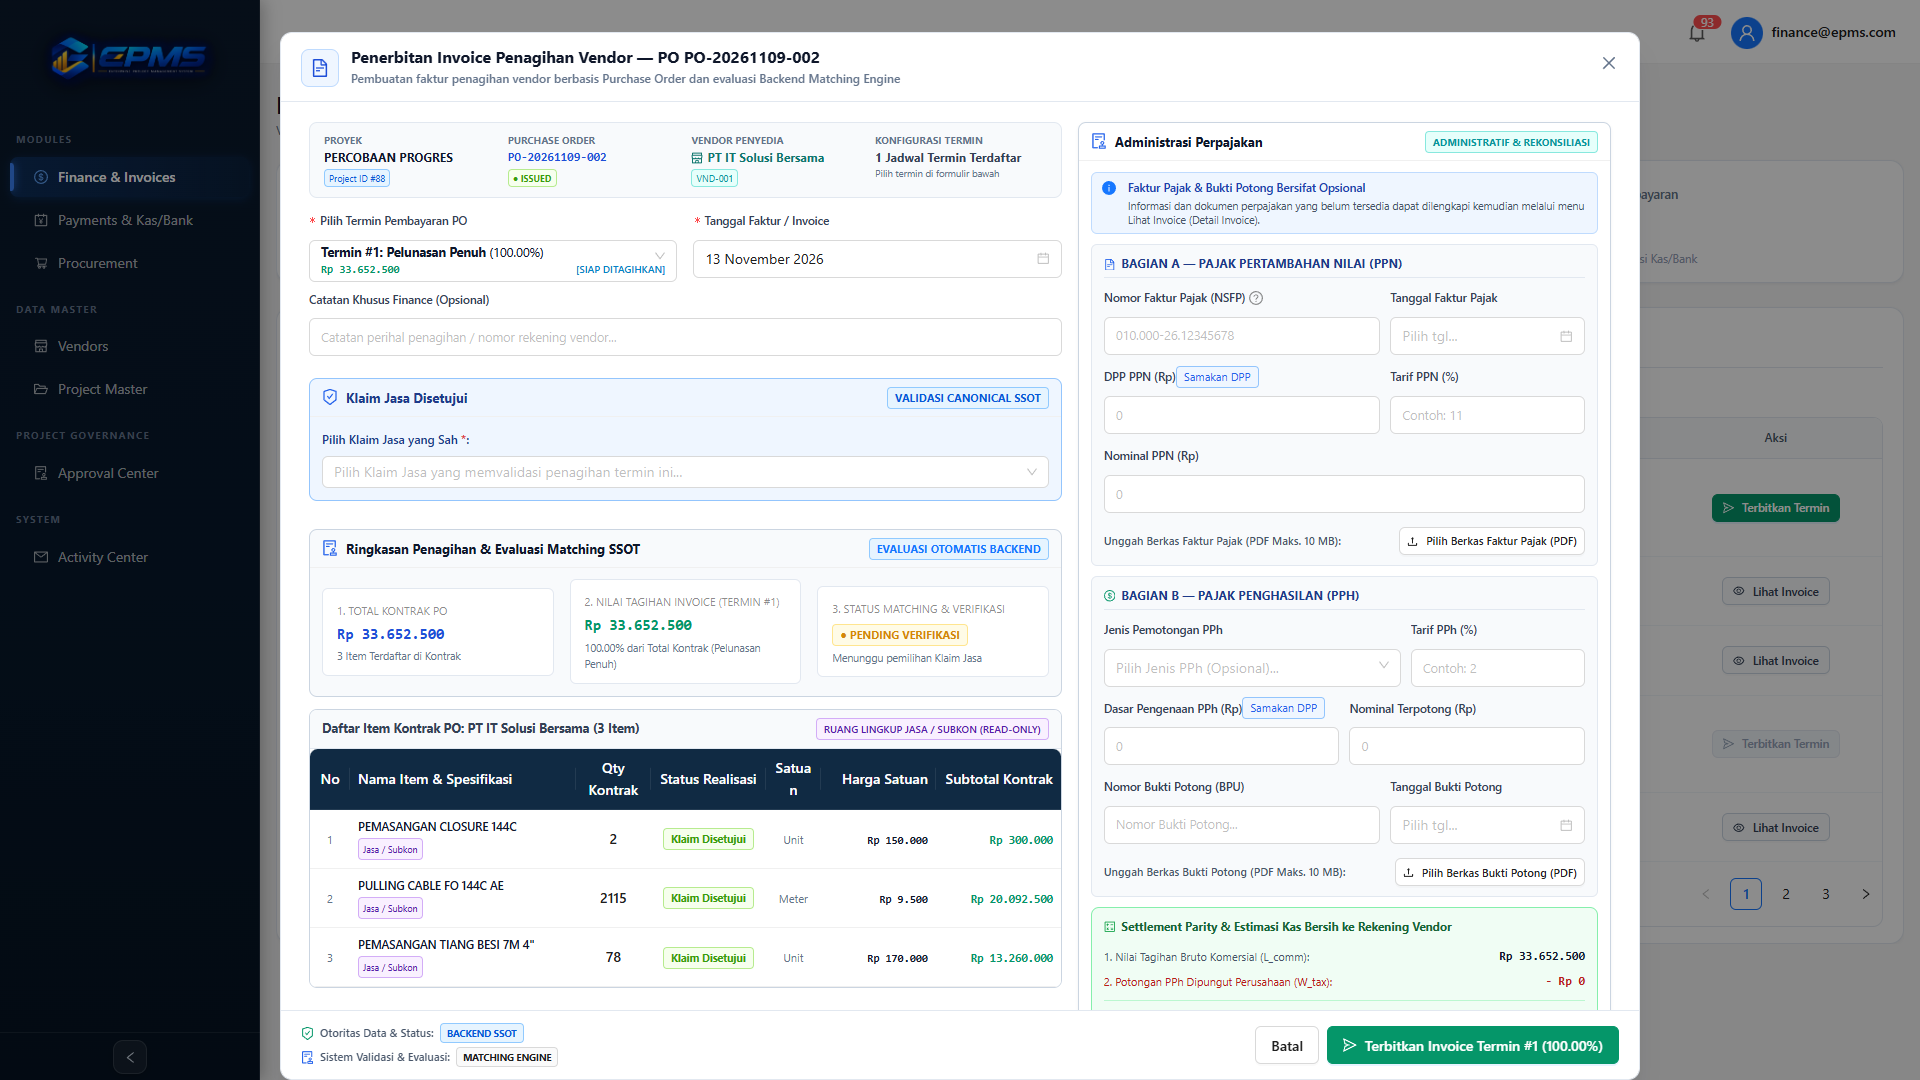 EPMS
MODULES
Finance & Invoices
Payments & Kas/Bank
Procurement
DATA MASTER
Vendors
Project Master
PROJECT GOVERNANCE
Approval Center
SYSTEM
Activity Center
93
finance@epms.com
Penerbitan Invoice Penagihan Vendor — PO PO-20261109-002
Pembuatan faktur penagihan vendor berbasis Purchase Order dan evaluasi Backend Matching Engine
PROYEK
PERCOBAAN PROGRES
Project ID #88
PURCHASE ORDER
PO-20261109-002
ISSUED
VENDOR PENYEDIA
PT IT Solusi Bersama
VND-001
KONFIGURASI TERMIN
1 Jadwal Termin Terdaftar
Pilih termin di formulir bawah
* Pilih Termin Pembayaran PO
Termin #1: Pelunasan Penuh (100.00%)
Rp 33.652.500
[SIAP DITAGIHKAN]
* Tanggal Faktur / Invoice
13 November 2026
Catatan Khusus Finance (Opsional)
Catatan perihal penagihan / nomor rekening vendor...
Klaim Jasa Disetujui
VALIDASI CANONICAL SSOT
Pilih Klaim Jasa yang Sah *:
Pilih Klaim Jasa yang memvalidasi penagihan termin ini...
Ringkasan Penagihan & Evaluasi Matching SSOT
EVALUASI OTOMATIS BACKEND
1. TOTAL KONTRAK PO
Rp 33.652.500
3 Item Terdaftar di Kontrak
2. NILAI TAGIHAN INVOICE (TERMIN #1)
Rp 33.652.500
100.00% dari Total Kontrak (Pelunasan
Penuh)
3. STATUS MATCHING & VERIFIKASI
PENDING VERIFIKASI
Menunggu pemilihan Klaim Jasa
Daftar Item Kontrak PO: PT IT Solusi Bersama (3 Item)
RUANG LINGKUP JASA / SUBKON (READ-ONLY)
No Nama Item & Spesifikasi Qty Kontrak Status Realisasi Satuan Harga Satuan Subtotal Kontrak
1 PEMASANGAN CLOSURE 144C 2 Klaim Disetujui Unit Rp 150.000 Rp 300.000
Jasa / Subkon
2 PULLING CABLE FO 144C AE 2115 Klaim Disetujui Meter Rp 9.500 Rp 20.092.500
Jasa / Subkon
3 PEMASANGAN TIANG BESI 7M 4" 78 Klaim Disetujui Unit Rp 170.000 Rp 13.260.000
Jasa / Subkon
Administrasi Perpajakan
ADMINISTRATIF & REKONSILIASI
Faktur Pajak & Bukti Potong Bersifat Opsional
Informasi dan dokumen perpajakan yang belum tersedia dapat dilengkapi kemudian melalui menu
Lihat Invoice (Detail Invoice).
BAGIAN A — PAJAK PERTAMBAHAN NILAI (PPN)
Nomor Faktur Pajak (NSFP)
010.000-26.12345678
Tanggal Faktur Pajak
Pilih tgl...
DPP PPN (Rp) Samakan DPP
0
Tarif PPN (%)
Contoh: 11
Nominal PPN (Rp)
0
Unggah Berkas Faktur Pajak (PDF Maks. 10 MB):
Pilih Berkas Faktur Pajak (PDF)
BAGIAN B — PAJAK PENGHASILAN (PPH)
Jenis Pemotongan PPh
Pilih Jenis PPh (Opsional)...
Tarif PPh (%)
Contoh: 2
Dasar Pengenaan PPh (Rp) Samakan DPP
0
Nominal Terpotong (Rp)
0
Nomor Bukti Potong (BPU)
Nomor Bukti Potong...
Tanggal Bukti Potong
Pilih tgl...
Unggah Berkas Bukti Potong (PDF Maks. 10 MB):
Pilih Berkas Bukti Potong (PDF)
Settlement Parity & Estimasi Kas Bersih ke Rekening Vendor
1. Nilai Tagihan Bruto Komersial (L_comm): Rp 33.652.500
2. Potongan PPh Dipungut Perusahaan (W_tax): - Rp 0
Otoritas Data & Status: BACKEND SSOT
Sistem Validasi & Evaluasi: MATCHING ENGINE
Batal
Terbitkan Invoice Termin #1 (100.00%)
ayaran
si Kas/Bank
Aksi
Terbitkan Termin
Lihat Invoice
Lihat Invoice
Terbitkan Termin
Lihat Invoice
1 2 3